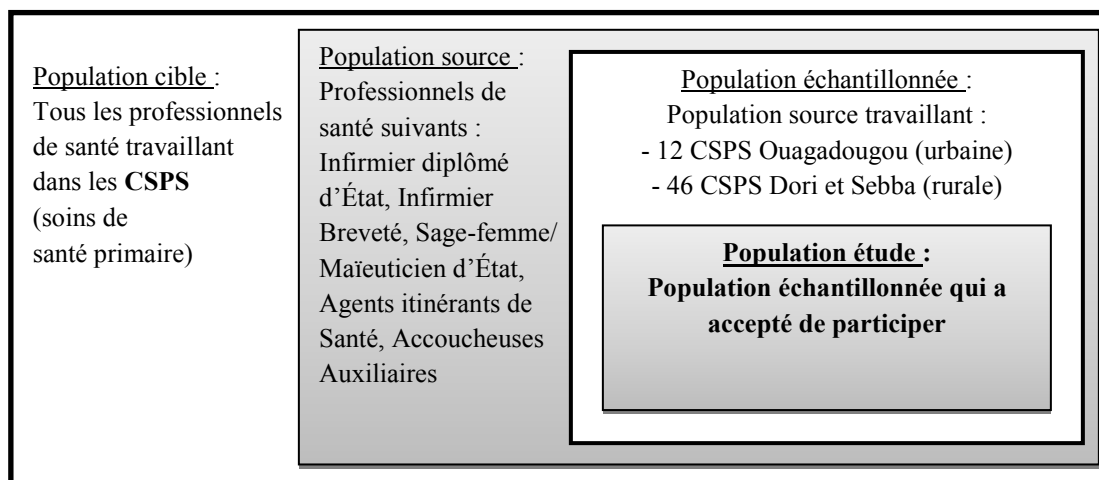 Population cible :
Tous les professionnels
de santé travaillant
dans les CSPS
(soins de
santé primaire)
Population source :
Professionnels de
santé suivants :
Infirmier diplômé
d’État, Infirmier
Breveté, Sage-femme/
Maïeuticien d’État,
Agents itinérants de
Santé, Accoucheuses
Auxiliaires
Population échantillonnée :
Population source travaillant :
- 12 CSPS Ouagadougou (urbaine)
- 46 CSPS Dori et Sebba (rurale)
Population étude :
Population échantillonnée qui a
accepté de participer